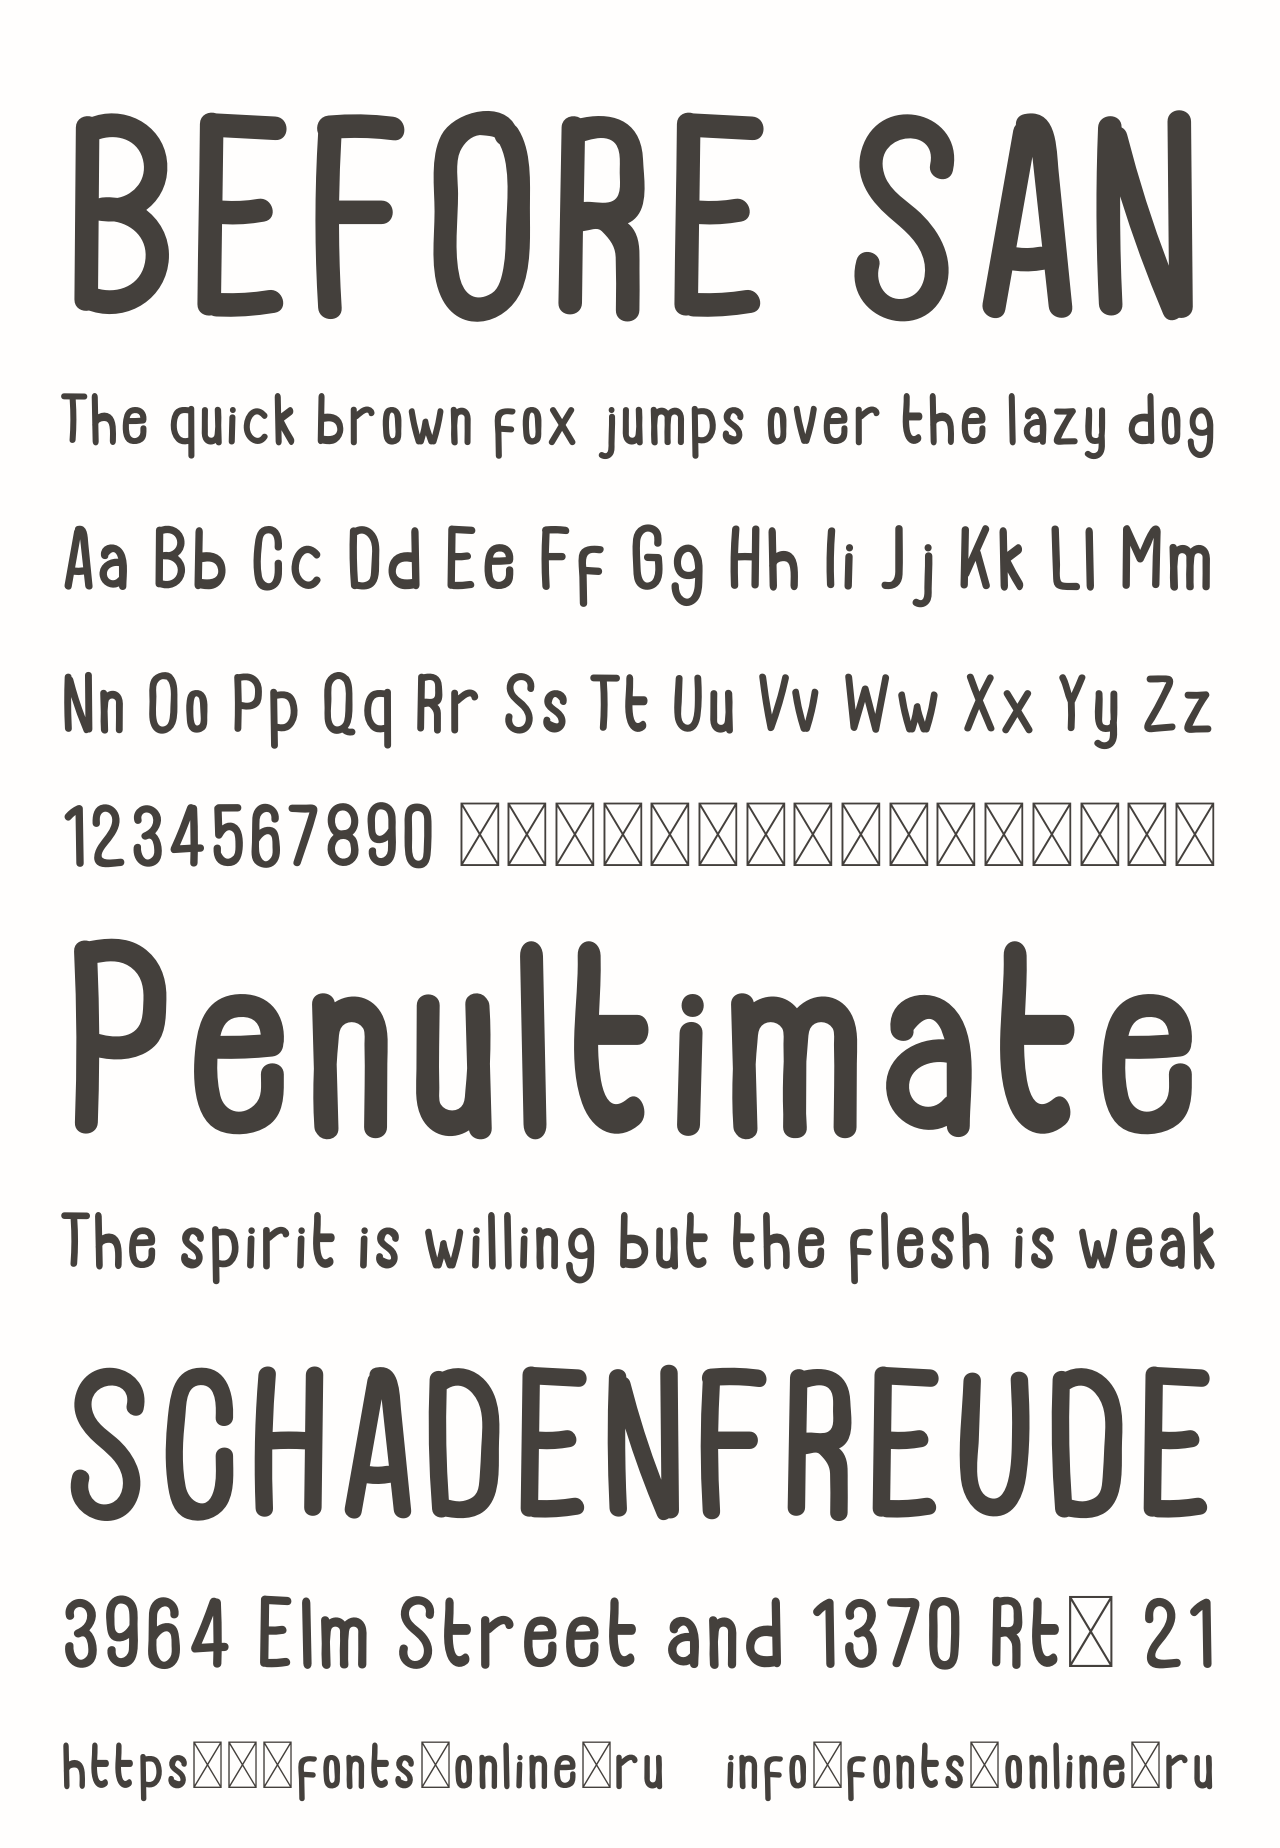 BEFORE SAN
The quick brown fox jumps over the lazy dog
Aa Bb Cc Dd Ee Ff Gg Hh Ii Jj Kk Ll Mm
Nn Oo Pp Qq Rr Ss Tt Uu Vv Ww Xx Yy Zz
1234567890 ☒☒☒☒☒☒☒☒☒☒☒☒☒☒☒☒
Penultimate
The spirit is willing but the flesh is weak
SCHADENFREUDE
3964 Elm Street and 1370 Rt☒ 21
https☒☒☒fonts☒online☒ru info☒fonts☒online☒ru